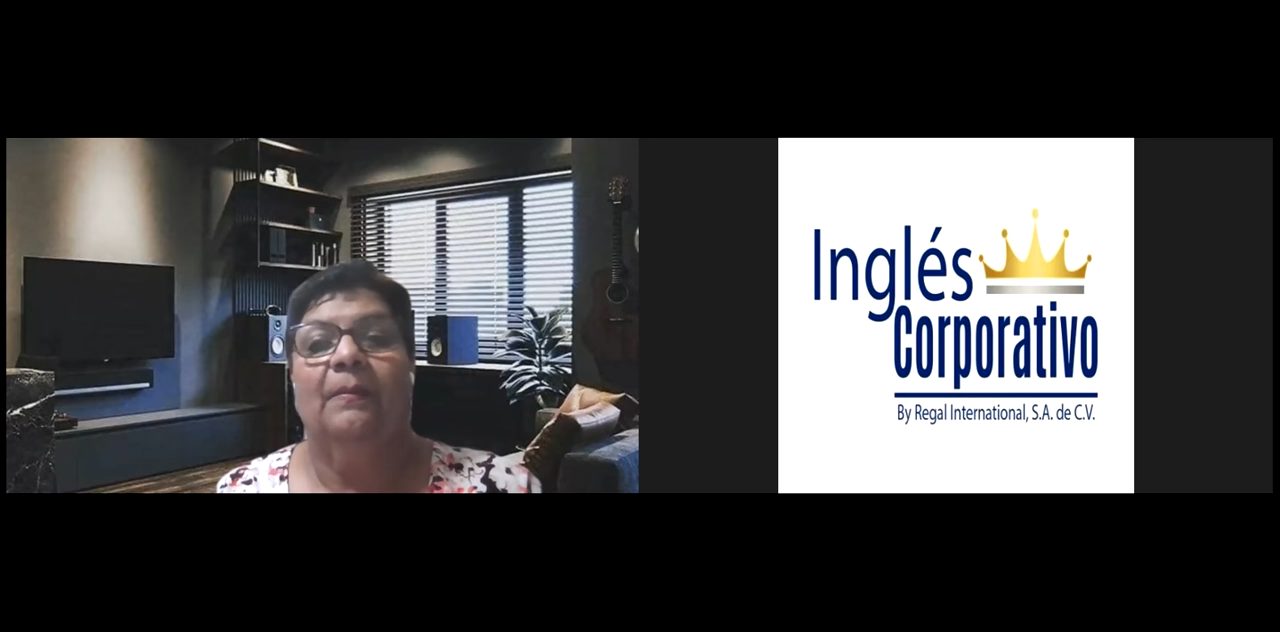 Inglés
Corporativo
By Regal International, S.A. de C.V.